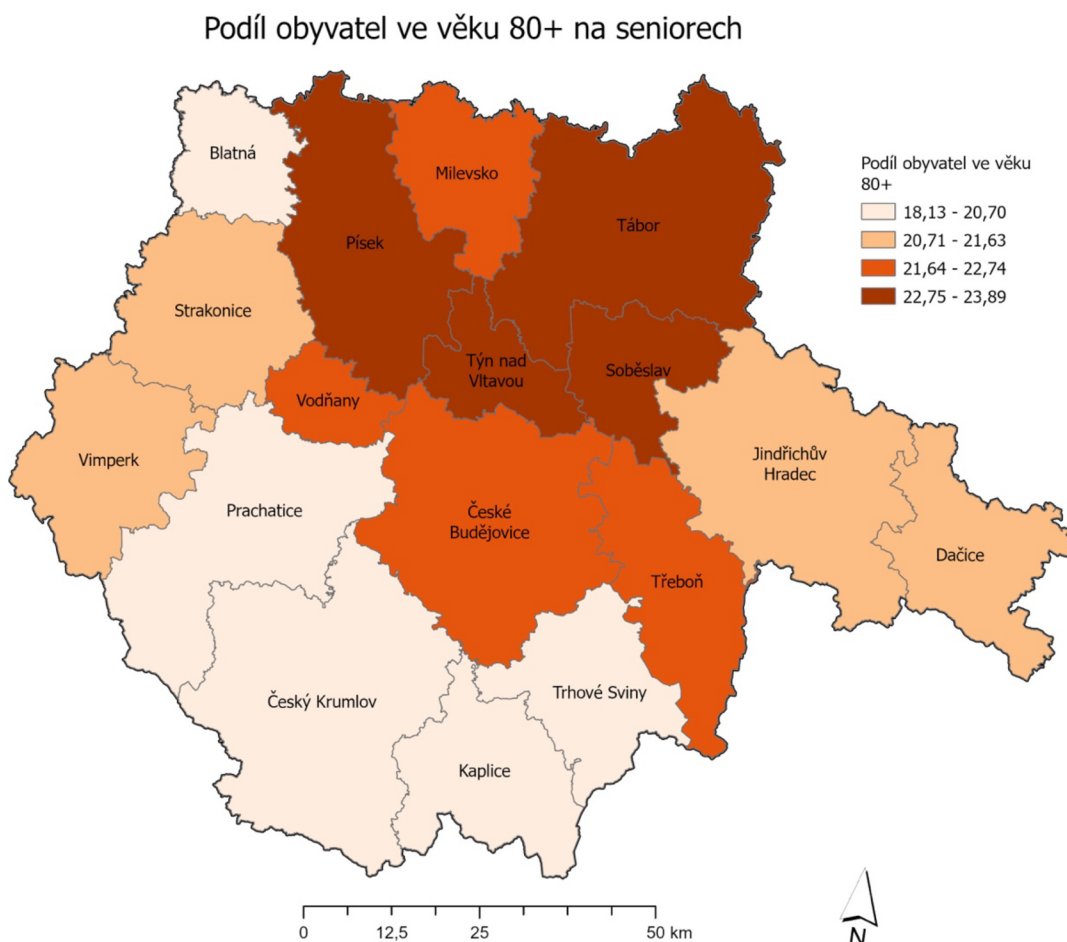 Podíl obyvatel ve věku 80+ na seniorech
Podíl obyvatel ve věku
80+
18,13 - 20,70
20,71 - 21,63
21,64 - 22,74
22,75 - 23,89
Blatná
Milevsko
Písek
Tábor
Strakonice
Týn nad
Vltavou
Soběslav
Vodňany
Vimperk
Jindřichův
Hradec
Prachatice
České
Budějovice
Dačice
Třeboň
Český Krumlov
Trhové Sviny
Kaplice
0 12,5 25 50 km
N